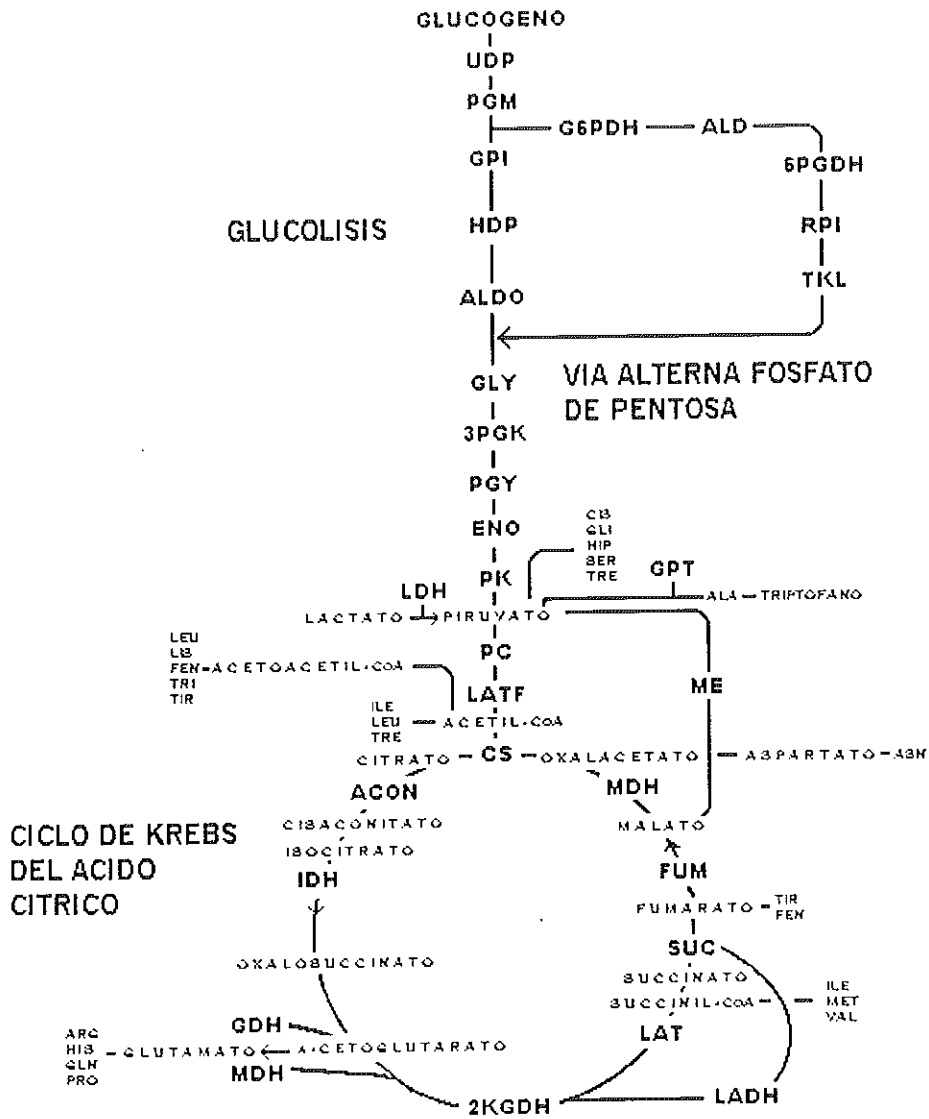 GLUCOGENO
UDP
PGM
G6PDH — ALD
GPI
6PGDH
GLUCOLISIS
HDP
RPI
TKL
ALDO
VIA ALTERNA FOSFATO
DE PENTOSA
GLY
3PGK
PGY
ENO
CIS
GLI
HIP
SER
TRE
PK
GPT
LDH
LACTATO
PIRUVATO
ALA — TRIPTOFANO
PC
LEU
LIS
FEN
TRI
TIR
ACETOACETIL-COA
ME
LATF
ILE
LEU
TRE
ACETIL-COA
CITRATO — CS — OXALACETATO — ASPARTATO — ASN
ACON
MDH
CISACONITATO
MALATO
ISOCITRATO
CICLO DE KREBS
DEL ACIDO
CITRICO
IDH
FUM
FUMARATO
TIR
FEN
SUC
OXALOSUCCINATO
SUCCINATO
SUCCINIL-COA
ILE
MET
VAL
GDH
LAT
ARG
HIS
GLN
PRO
GLUTAMATO
A-CETOGLUTARATO
MDH
2KGDH
LADH